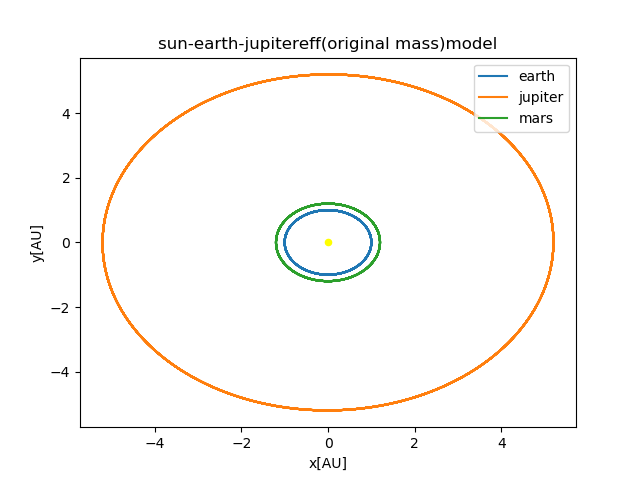 sun-earth-jupitereff(original mass)model
earth
jupiter
mars
4
2
0
−2
−4
y[AU]
−4
−2
0
2
4
x[AU]